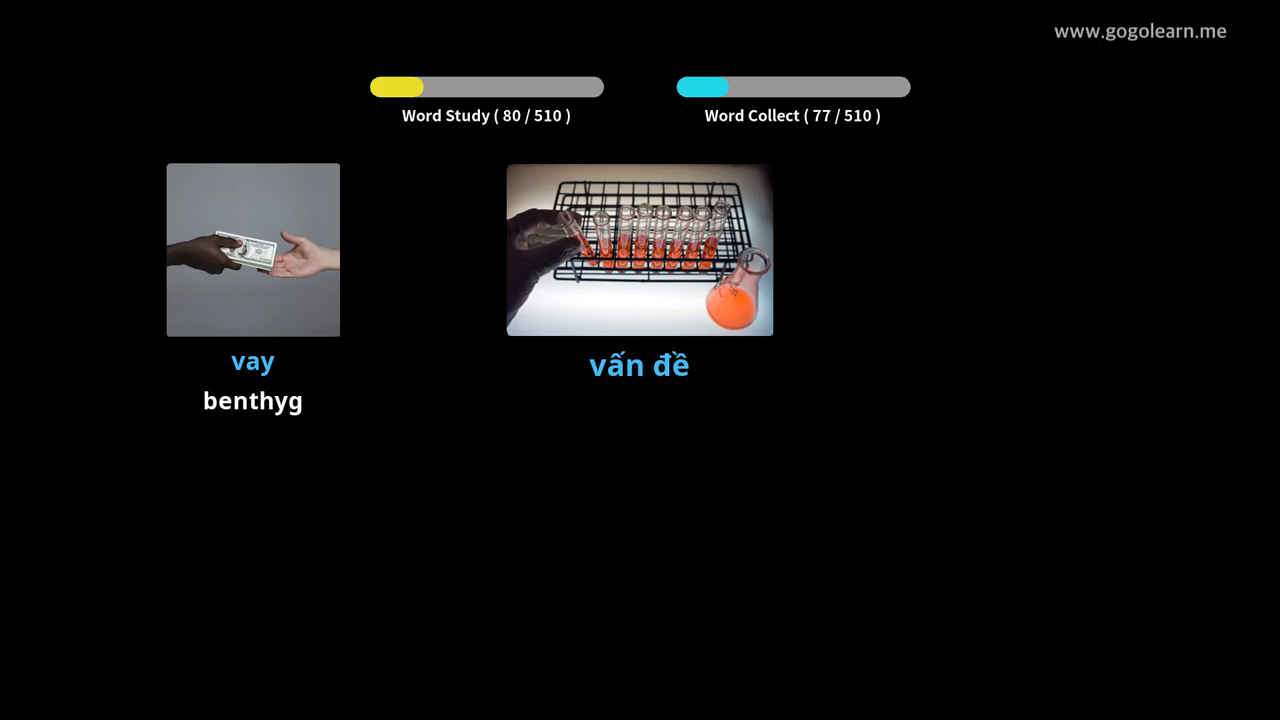 www.gogolearn.me
Word Study ( 80 / 510 )
Word Collect ( 77 / 510 )
vay
benthyg
vấn đề